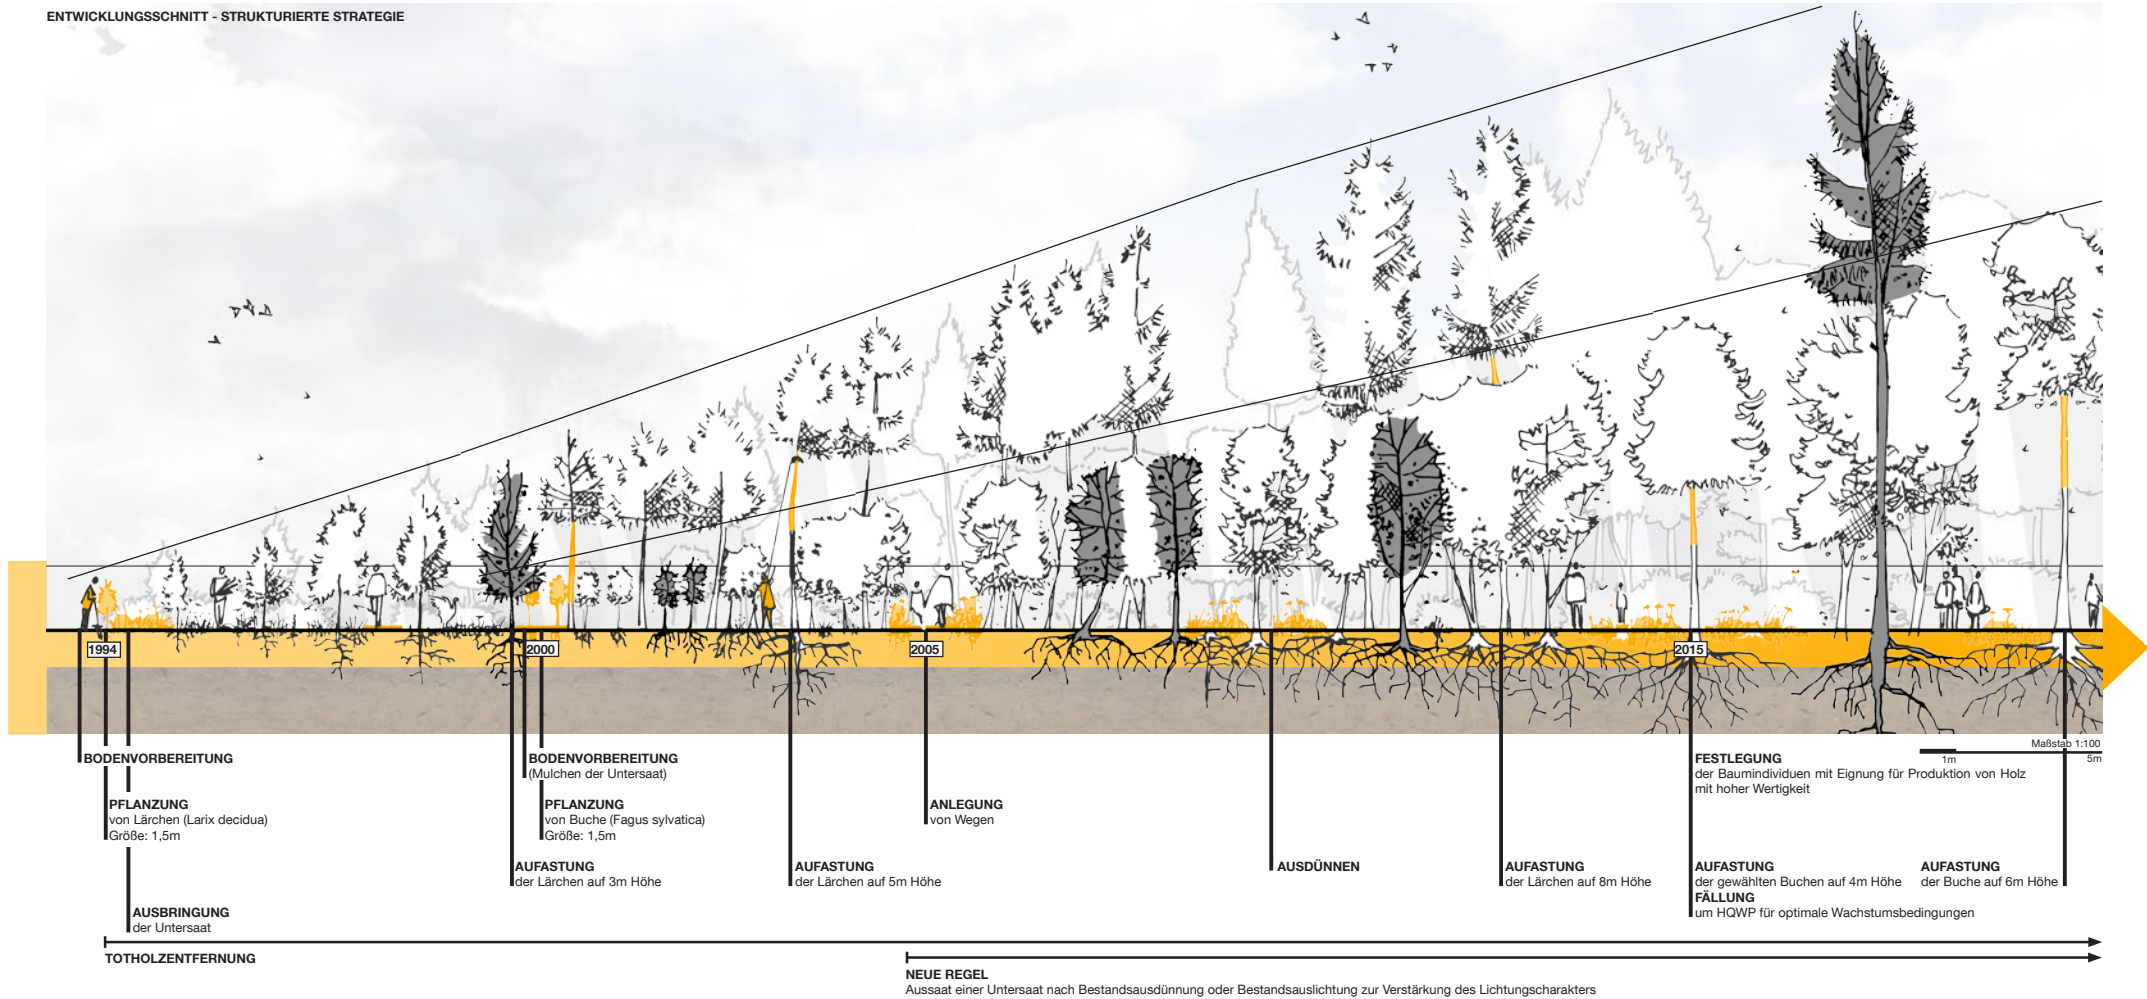 ENTWICKLUNGSSCHNITT - STRUKTURIERTE STRATEGIE
1994
2000
2005
2015
Maßstab 1:100
1m
5m
BODENVORBEREITUNG
PFLANZUNG
von Lärchen (Larix decidua)
Größe: 1,5m
AUSBRINGUNG
der Untersaat
BODENVORBEREITUNG
(Mulchen der Untersaat)
PFLANZUNG
von Buche (Fagus sylvatica)
Größe: 1,5m
AUFASTUNG
der Lärchen auf 3m Höhe
AUFASTUNG
der Lärchen auf 5m Höhe
ANLEGUNG
von Wegen
AUSDÜNNEN
AUFASTUNG
der Lärchen auf 8m Höhe
FESTLEGUNG
der Baumindividuen mit Eignung für Produktion von Holz
mit hoher Wertigkeit
AUFASTUNG
der gewählten Buchen auf 4m Höhe
FÄLLUNG
um HQWP für optimale Wachstumsbedingungen
AUFASTUNG
der Buche auf 6m Höhe
TOTHOLZENTFERNUNG
NEUE REGEL
Aussaat einer Untersaat nach Bestandsausdünnung oder Bestandsauslichtung zur Verstärkung des Lichtungscharakters